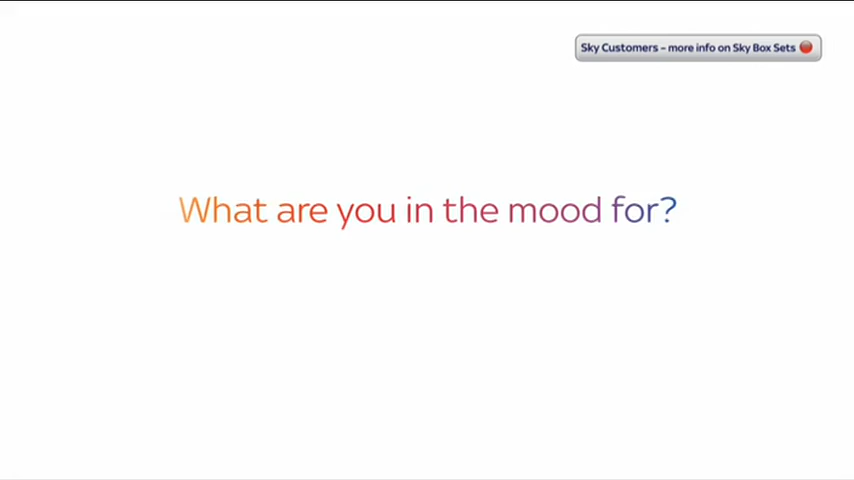 Sky Customers – more info on Sky Box Sets
What are you in the mood for?